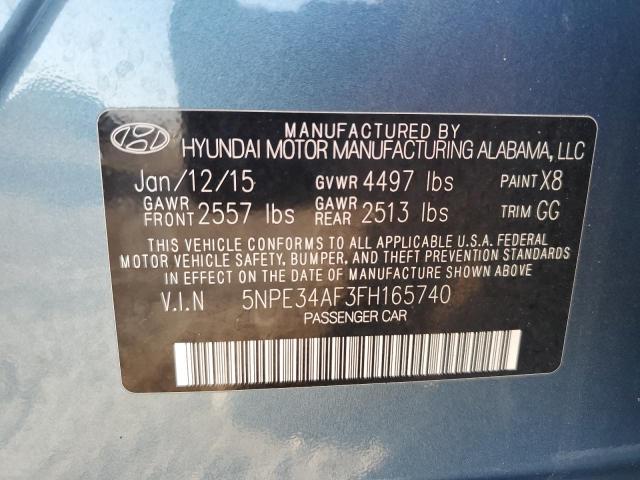 MANUFACTURED BY
HYUNDAI MOTOR MANUFACTURING ALABAMA, LLC
Jan/12/15 GVWR 4497 lbs PAINT X8
GAWR FRONT 2557 lbs GAWR REAR 2513 lbs TRIM GG
THIS VEHICLE CONFORMS TO ALL APPLICABLE U.S.A. FEDERAL
MOTOR VEHICLE SAFETY, BUMPER, AND THEFT PREVENTION STANDARDS
IN EFFECT ON THE DATE OF MANUFACTURE SHOWN ABOVE
V.I.N 5NPE34AF3FH165740
PASSENGER CAR